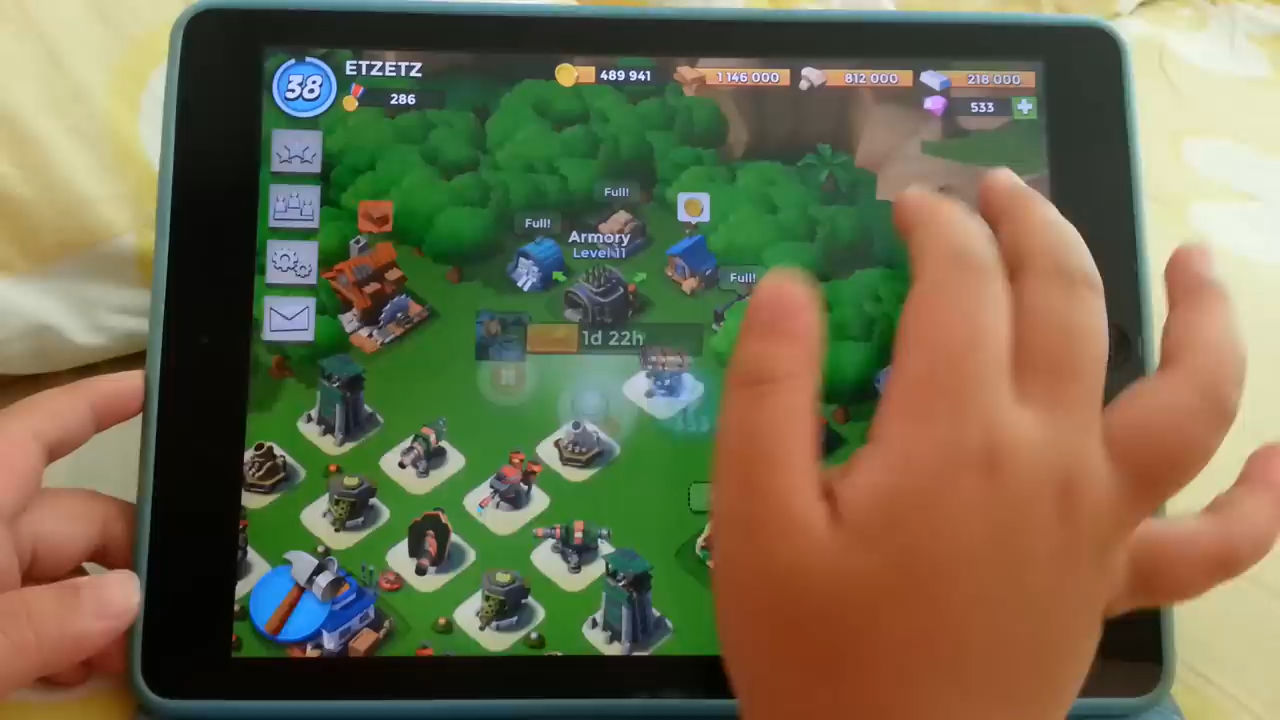 38
ETZETZ
286
489 941
1 146 000
812 000
218 000
533
Full!
Full!
Armory
Level 11
Full!
1d 22h